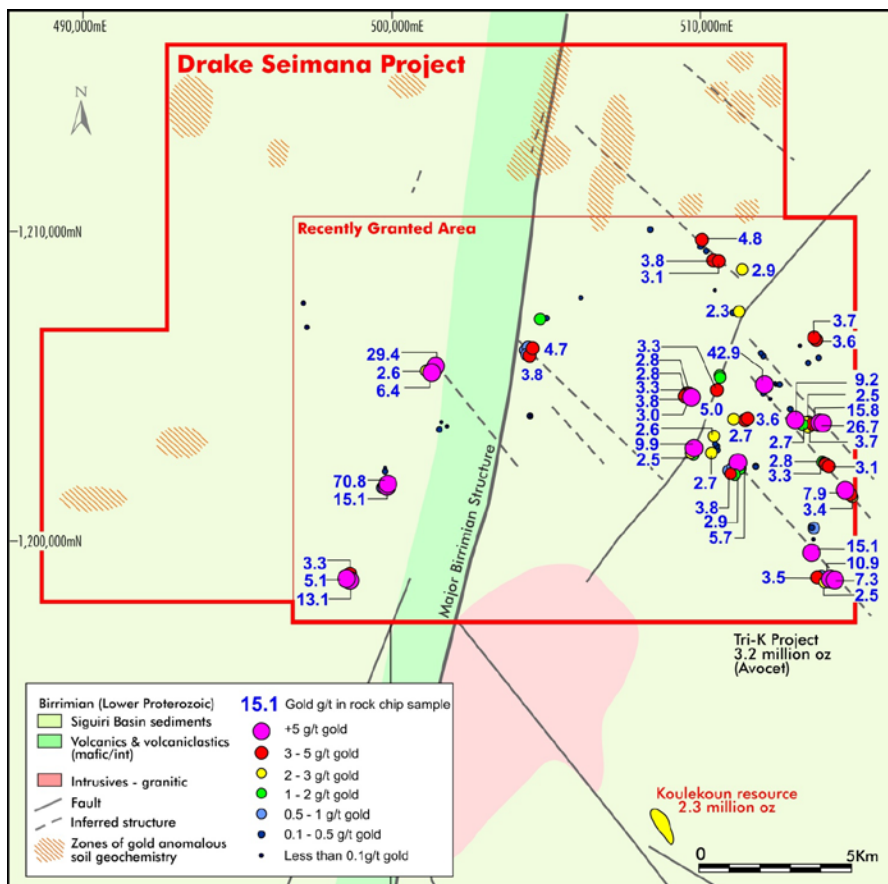 490,000mE
500,000mE
510,000mE
Drake Seimana Project
N
1,210,000mN
Recently Granted Area
4.8
3.8
3.1
2.9
2.3
3.7
3.6
3.3
42.9
2.8
2.8
3.3
3.8
3.0
5.0
4.7
3.8
29.4
2.6
6.4
9.2
2.5
15.8
26.7
3.7
2.7
3.6
2.7
2.6
9.9
2.5
2.7
2.8
3.3
3.1
3.8
2.9
5.7
7.9
3.4
70.8
15.1
1,200,000mN
15.1
10.9
7.3
3.5
2.5
3.3
5.1
13.1
Major Birrimian Structure
Tri-K Project
3.2 million oz
(Avocet)
Birrimian (Lower Proterozoic)
Siguiri Basin sediments
Volcanics & volcaniclastics
(mafic/int)
Intrusives - granitic
Fault
Inferred structure
Zones of gold anomalous
soil geochemistry
15.1 Gold g/t in rock chip sample
+5 g/t gold
3 - 5 g/t gold
2 - 3 g/t gold
1 - 2 g/t gold
0.5 - 1 g/t gold
0.1 - 0.5 g/t gold
Less than 0.1g/t gold
Koulekoun resource
2.3 million oz
0 5Km